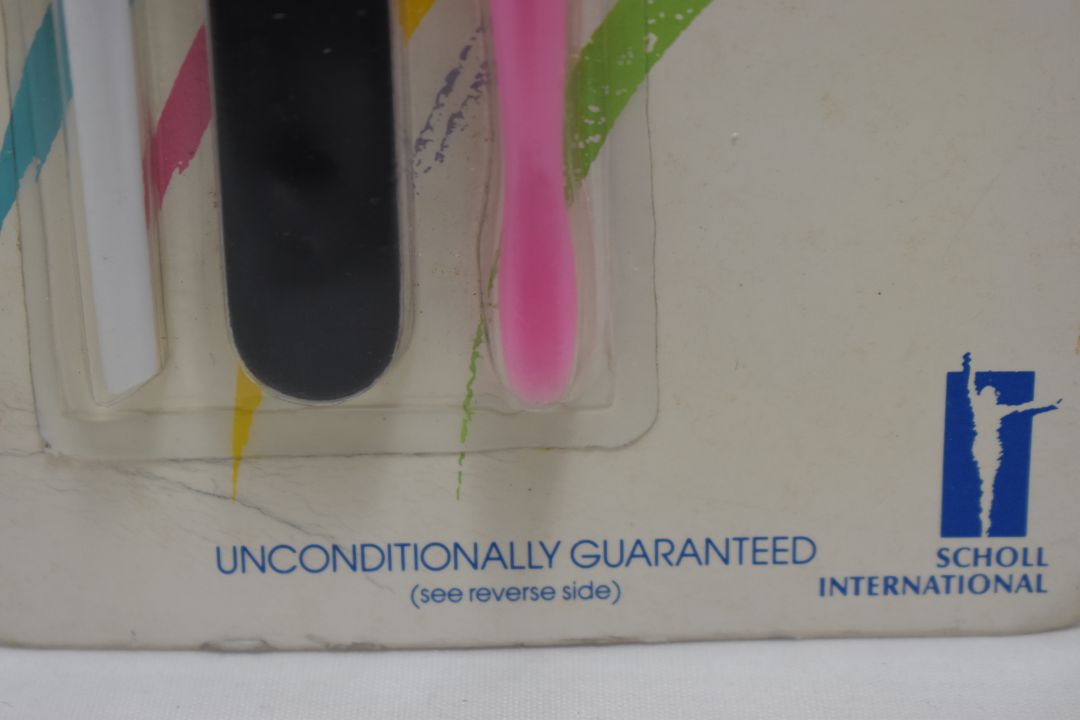 UNCONDITIONALLY GUARANTEED
(see reverse side)
SCHOLL
INTERNATIONAL